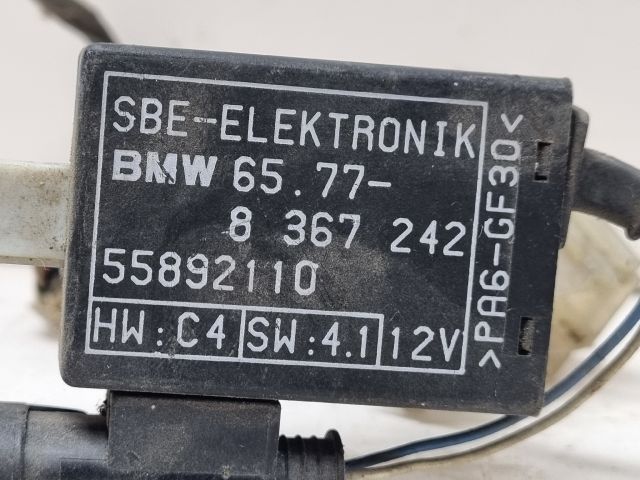 SBE-ELEKTRONIK
BMW 65.77-
8 367 242
55892110
HW:C4 SW:4.1 12V
>PA6-GF30<